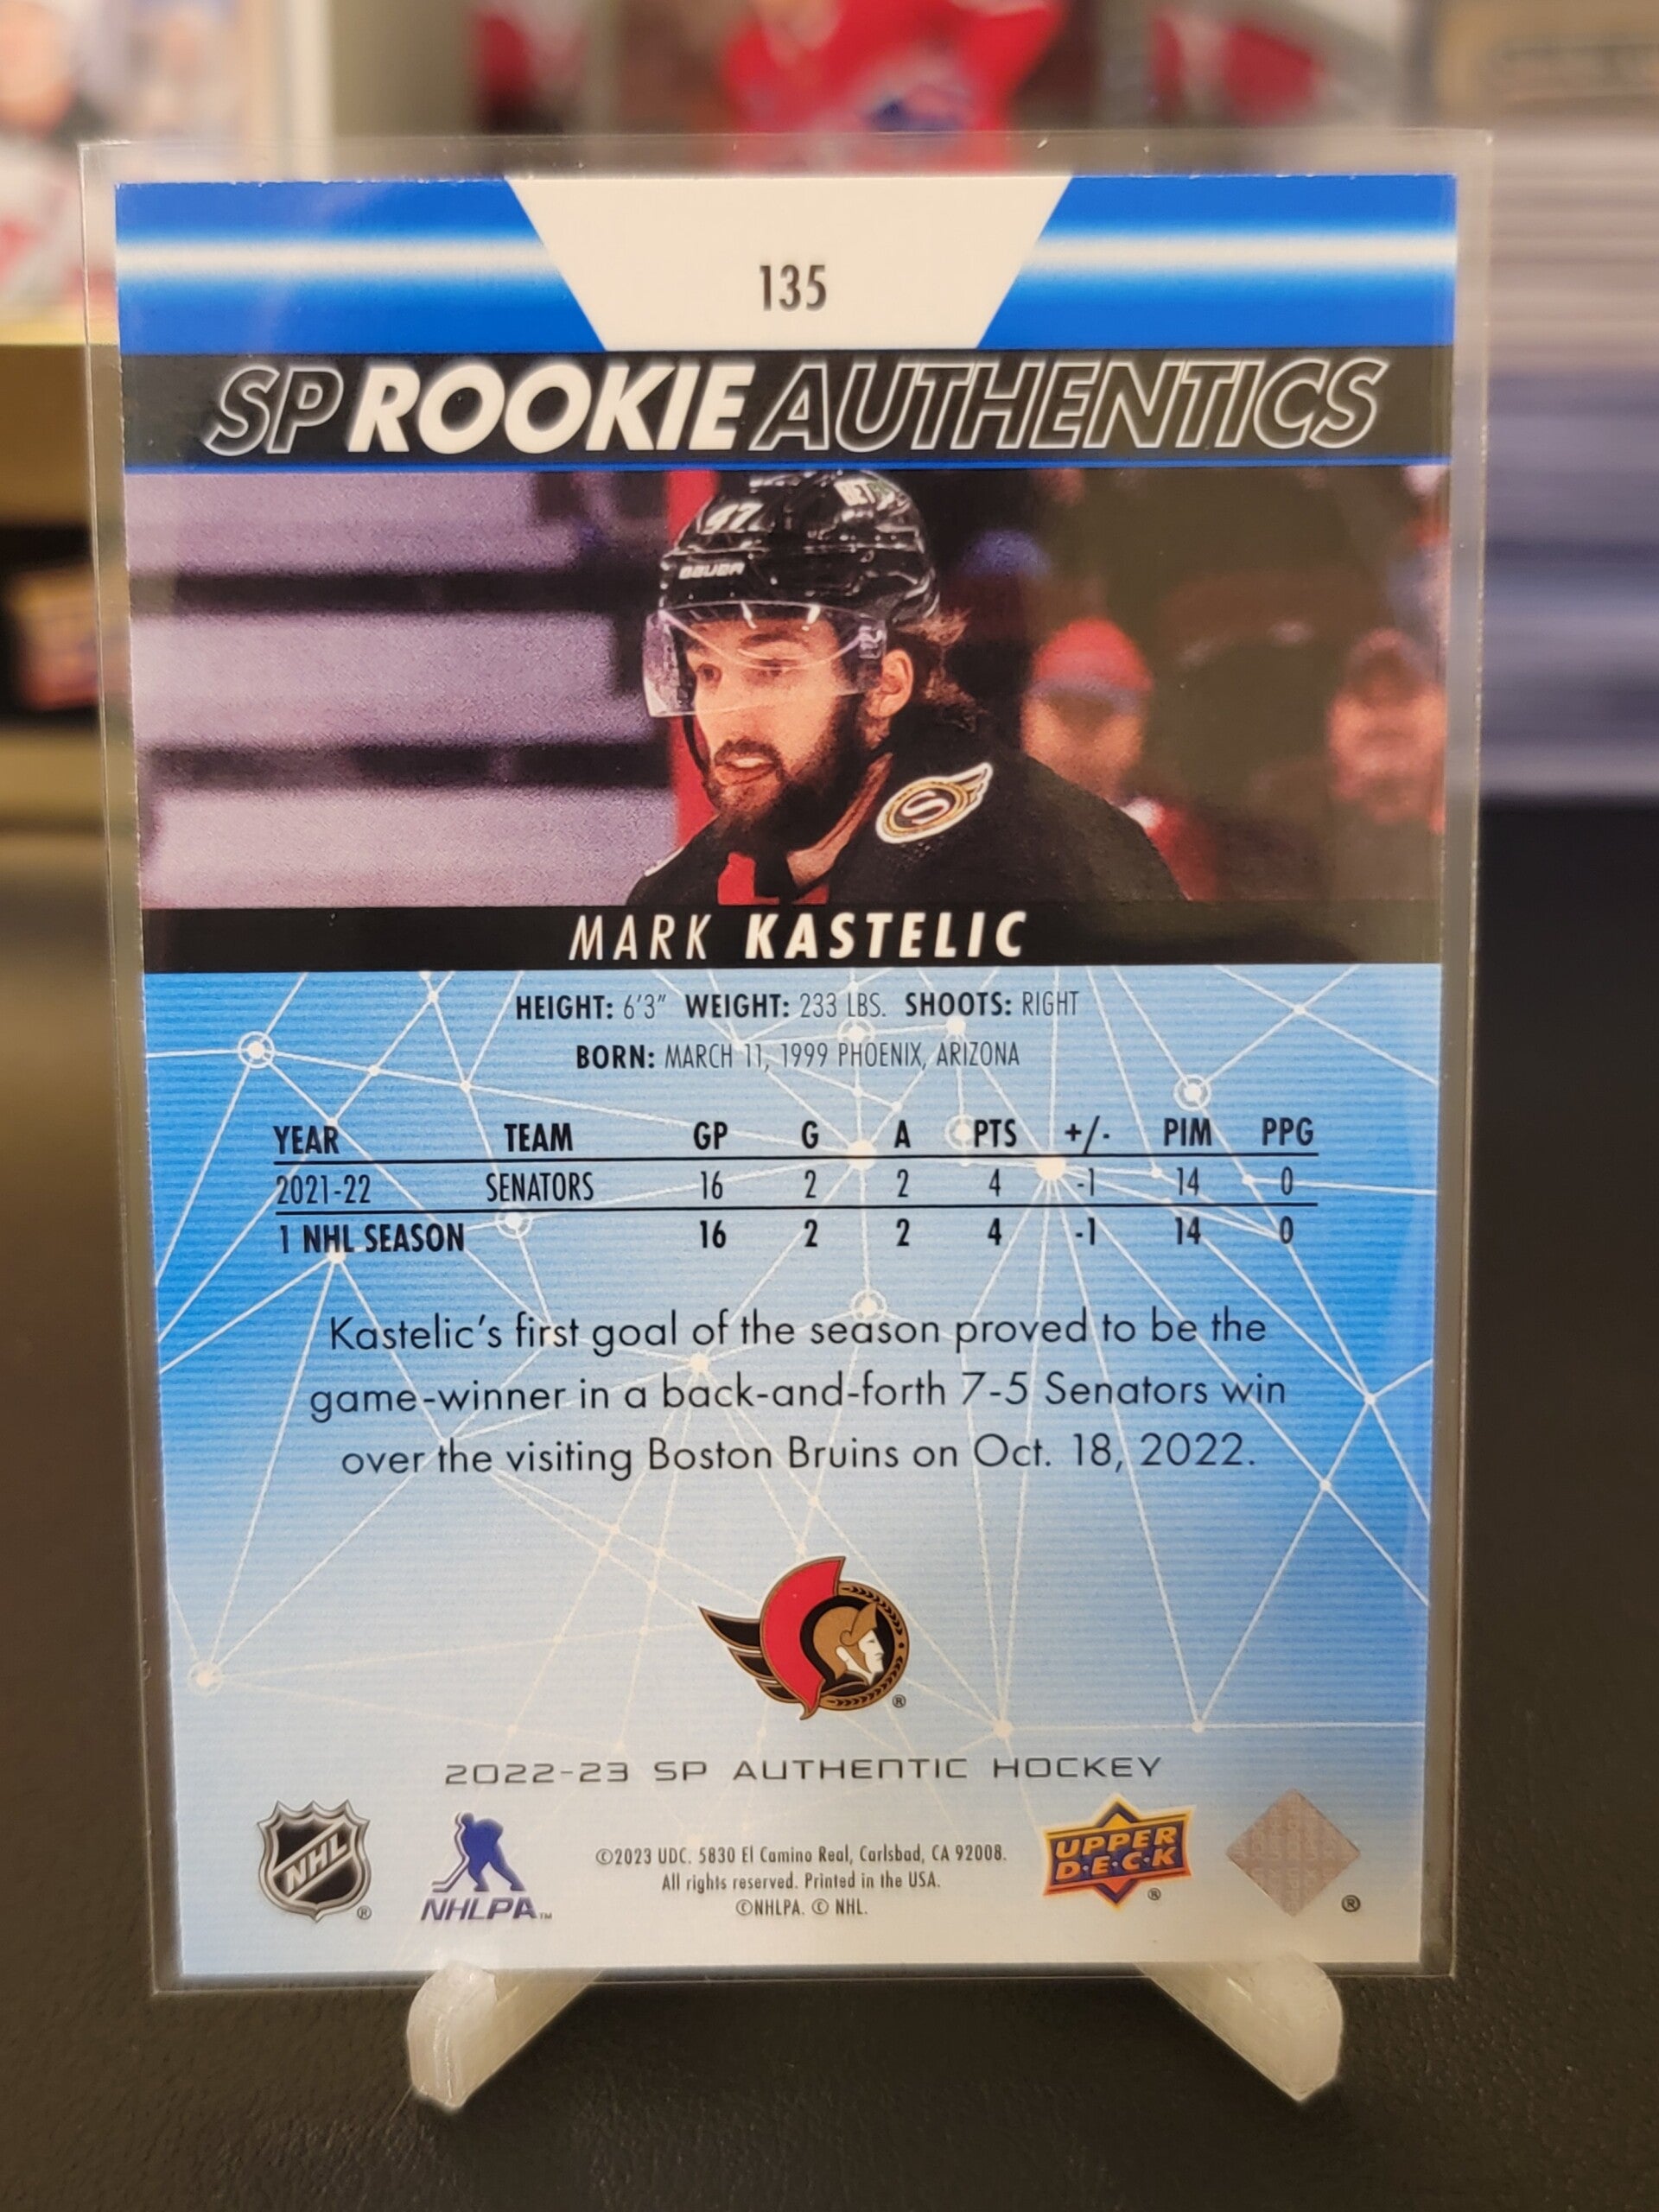 135
SP ROOKIE AUTHENTICS
47
BAUER
BET
S
MARK KASTELIC
HEIGHT: 6'3" WEIGHT: 233 LBS. SHOOTS: RIGHT
BORN: MARCH 11, 1999 PHOENIX, ARIZONA
YEAR TEAM GP G A PTS +/- PIM PPG
2021-22 SENATORS 16 2 2 4 -1 14 0
1 NHL SEASON 16 2 2 4 -1 14 0
Kastelic's first goal of the season proved to be the
game-winner in a back-and-forth 7-5 Senators win
over the visiting Boston Bruins on Oct. 18, 2022.
®
2022-23 SP AUTHENTIC HOCKEY
NHL ®
NHLPA™
©2023 UDC. 5830 El Camino Real, Carlsbad, CA 92008.
All rights reserved. Printed in the USA.
©NHLPA. © NHL.
UPPER
D•E•C•K ®
®